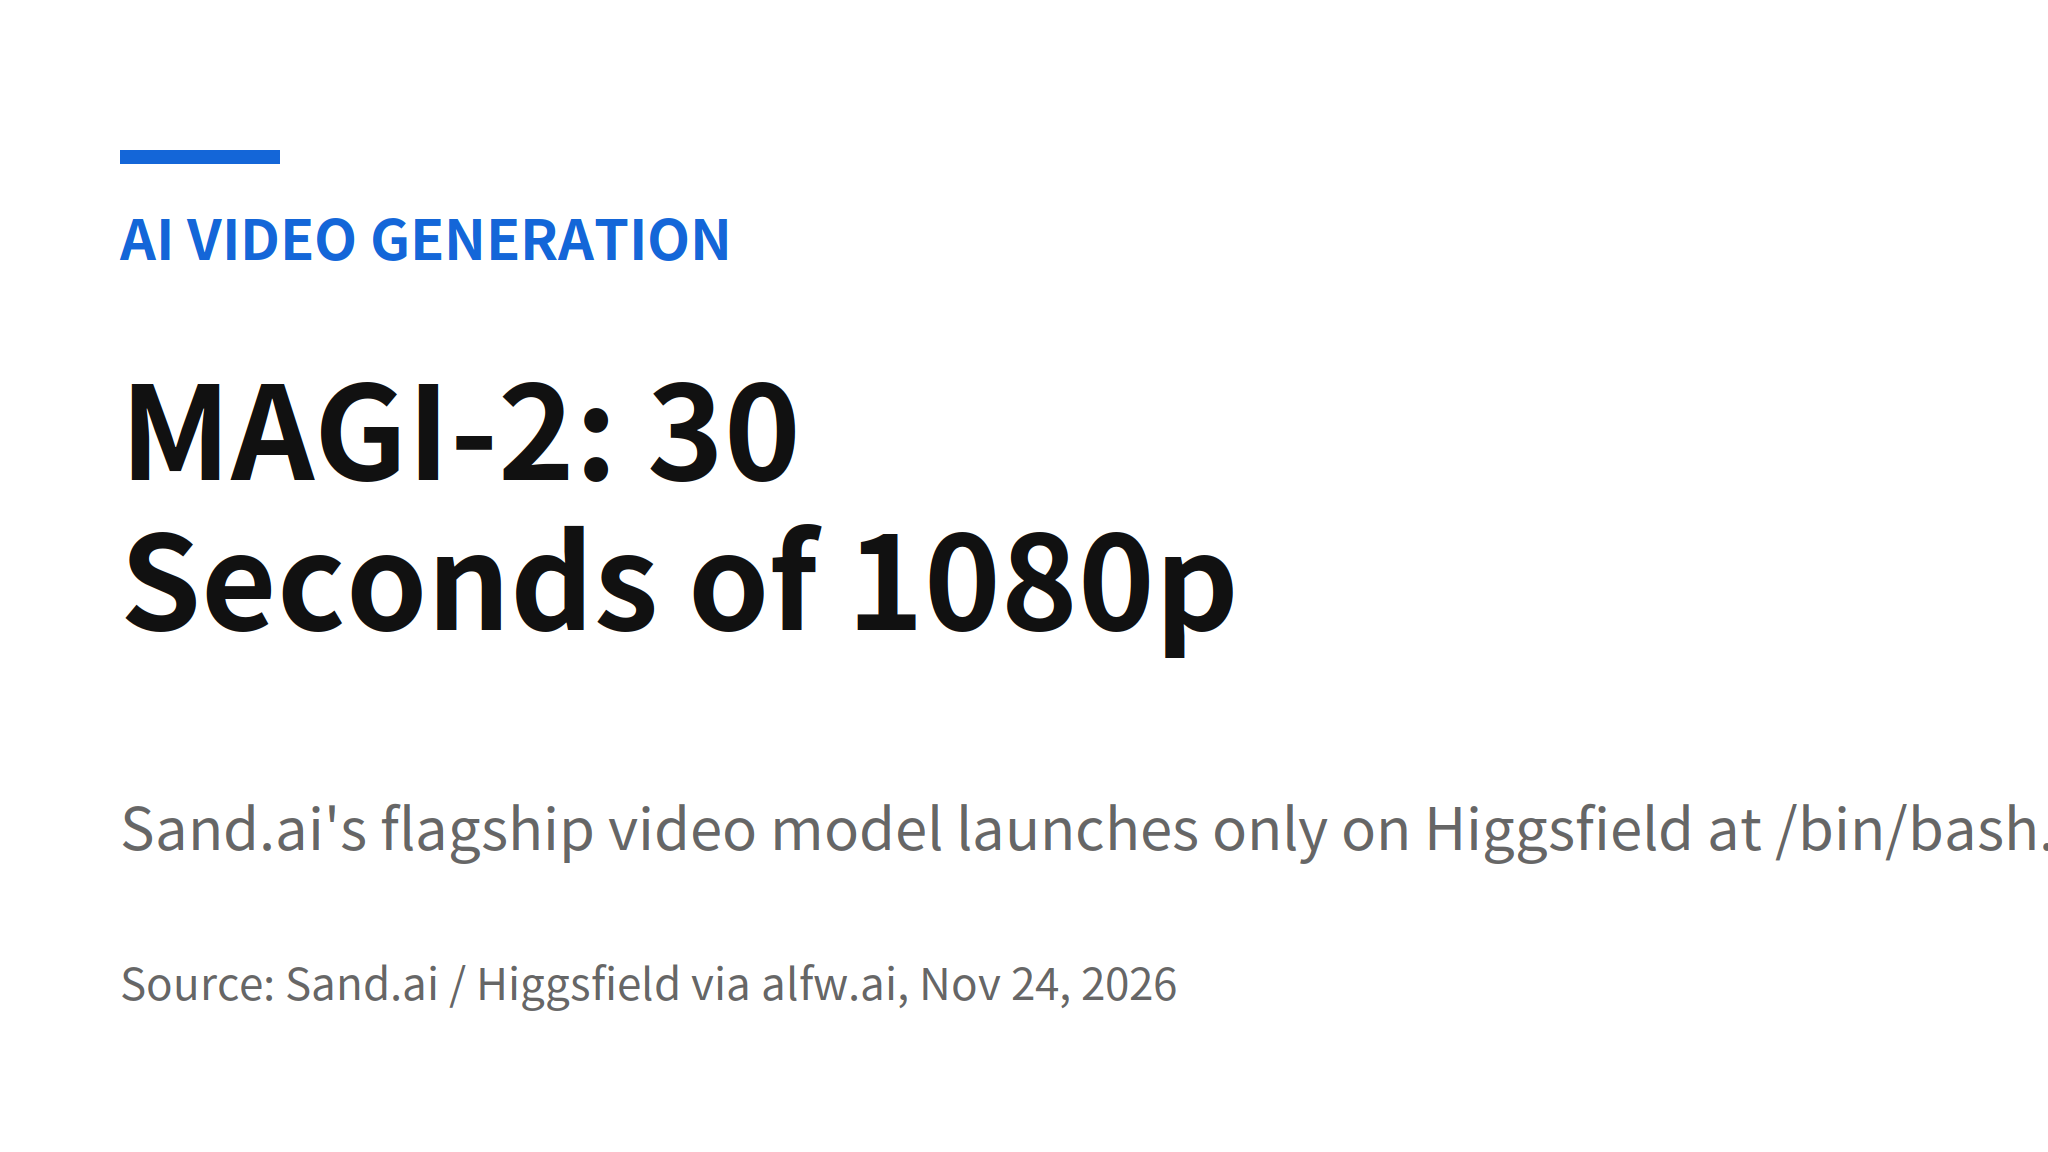 AI VIDEO GENERATION
MAGI-2: 30
Seconds of 1080p
Sand.ai's flagship video model launches only on Higgsfield at /bin/bash.
Source: Sand.ai / Higgsfield via alfw.ai, Nov 24, 2026